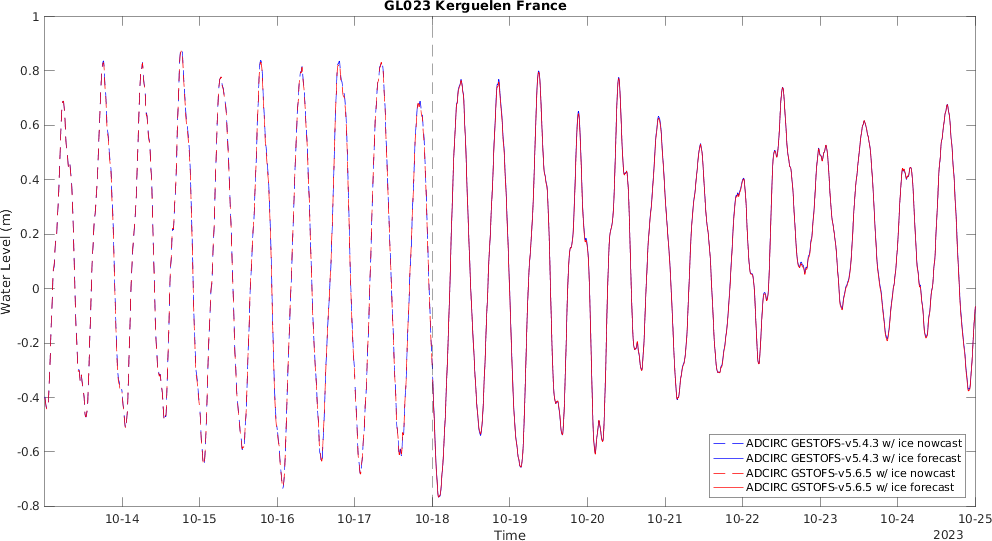 GL023 Kerguelen France
1
0.8
0.6
0.4
0.2
0
-0.2
-0.4
-0.6
-0.8
Water Level (m)
ADCIRC GESTOFS-v5.4.3 w/ ice nowcast
ADCIRC GESTOFS-v5.4.3 w/ ice forecast
ADCIRC GSTOFS-v5.6.5 w/ ice nowcast
ADCIRC GSTOFS-v5.6.5 w/ ice forecast
10-14 10-15 10-16 10-17 10-18 10-19 10-20 10-21 10-22 10-23 10-24 10-25
Time
2023